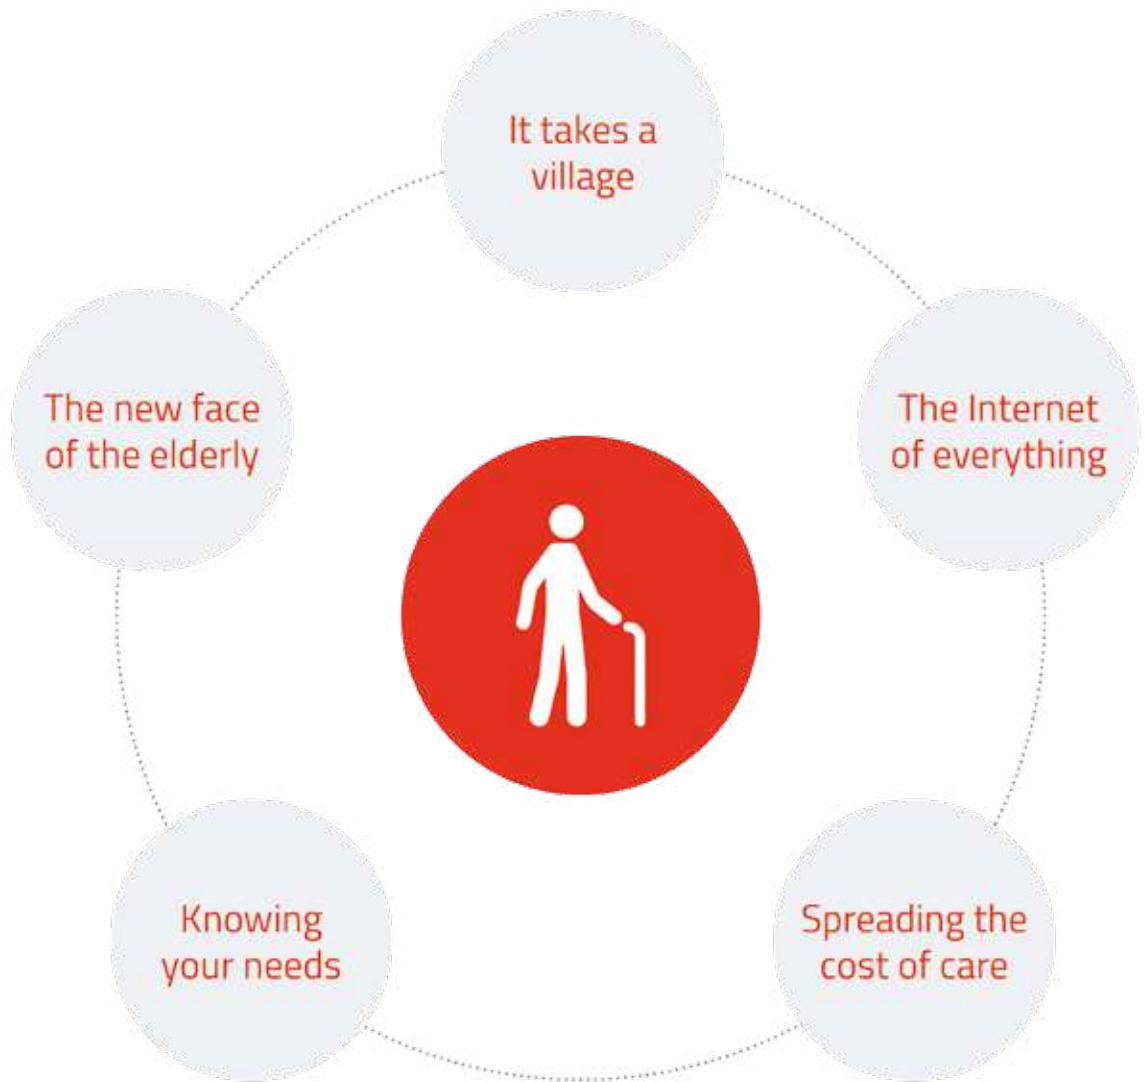 It takes a
village
The new face
of the elderly
The Internet
of everything
Knowing
your needs
Spreading the
cost of care